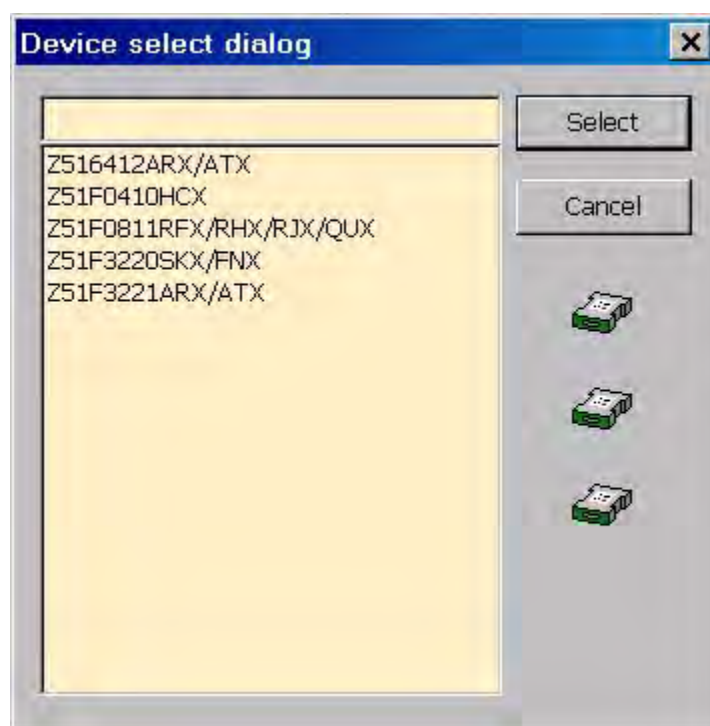 Device select dialog
Select
Z516412ARX/ATX
Z51F0410HCX
Cancel
Z51F0811RFX/RHX/RJX/QUX
Z51F3220SKX/FNX
Z51F3221ARX/ATX